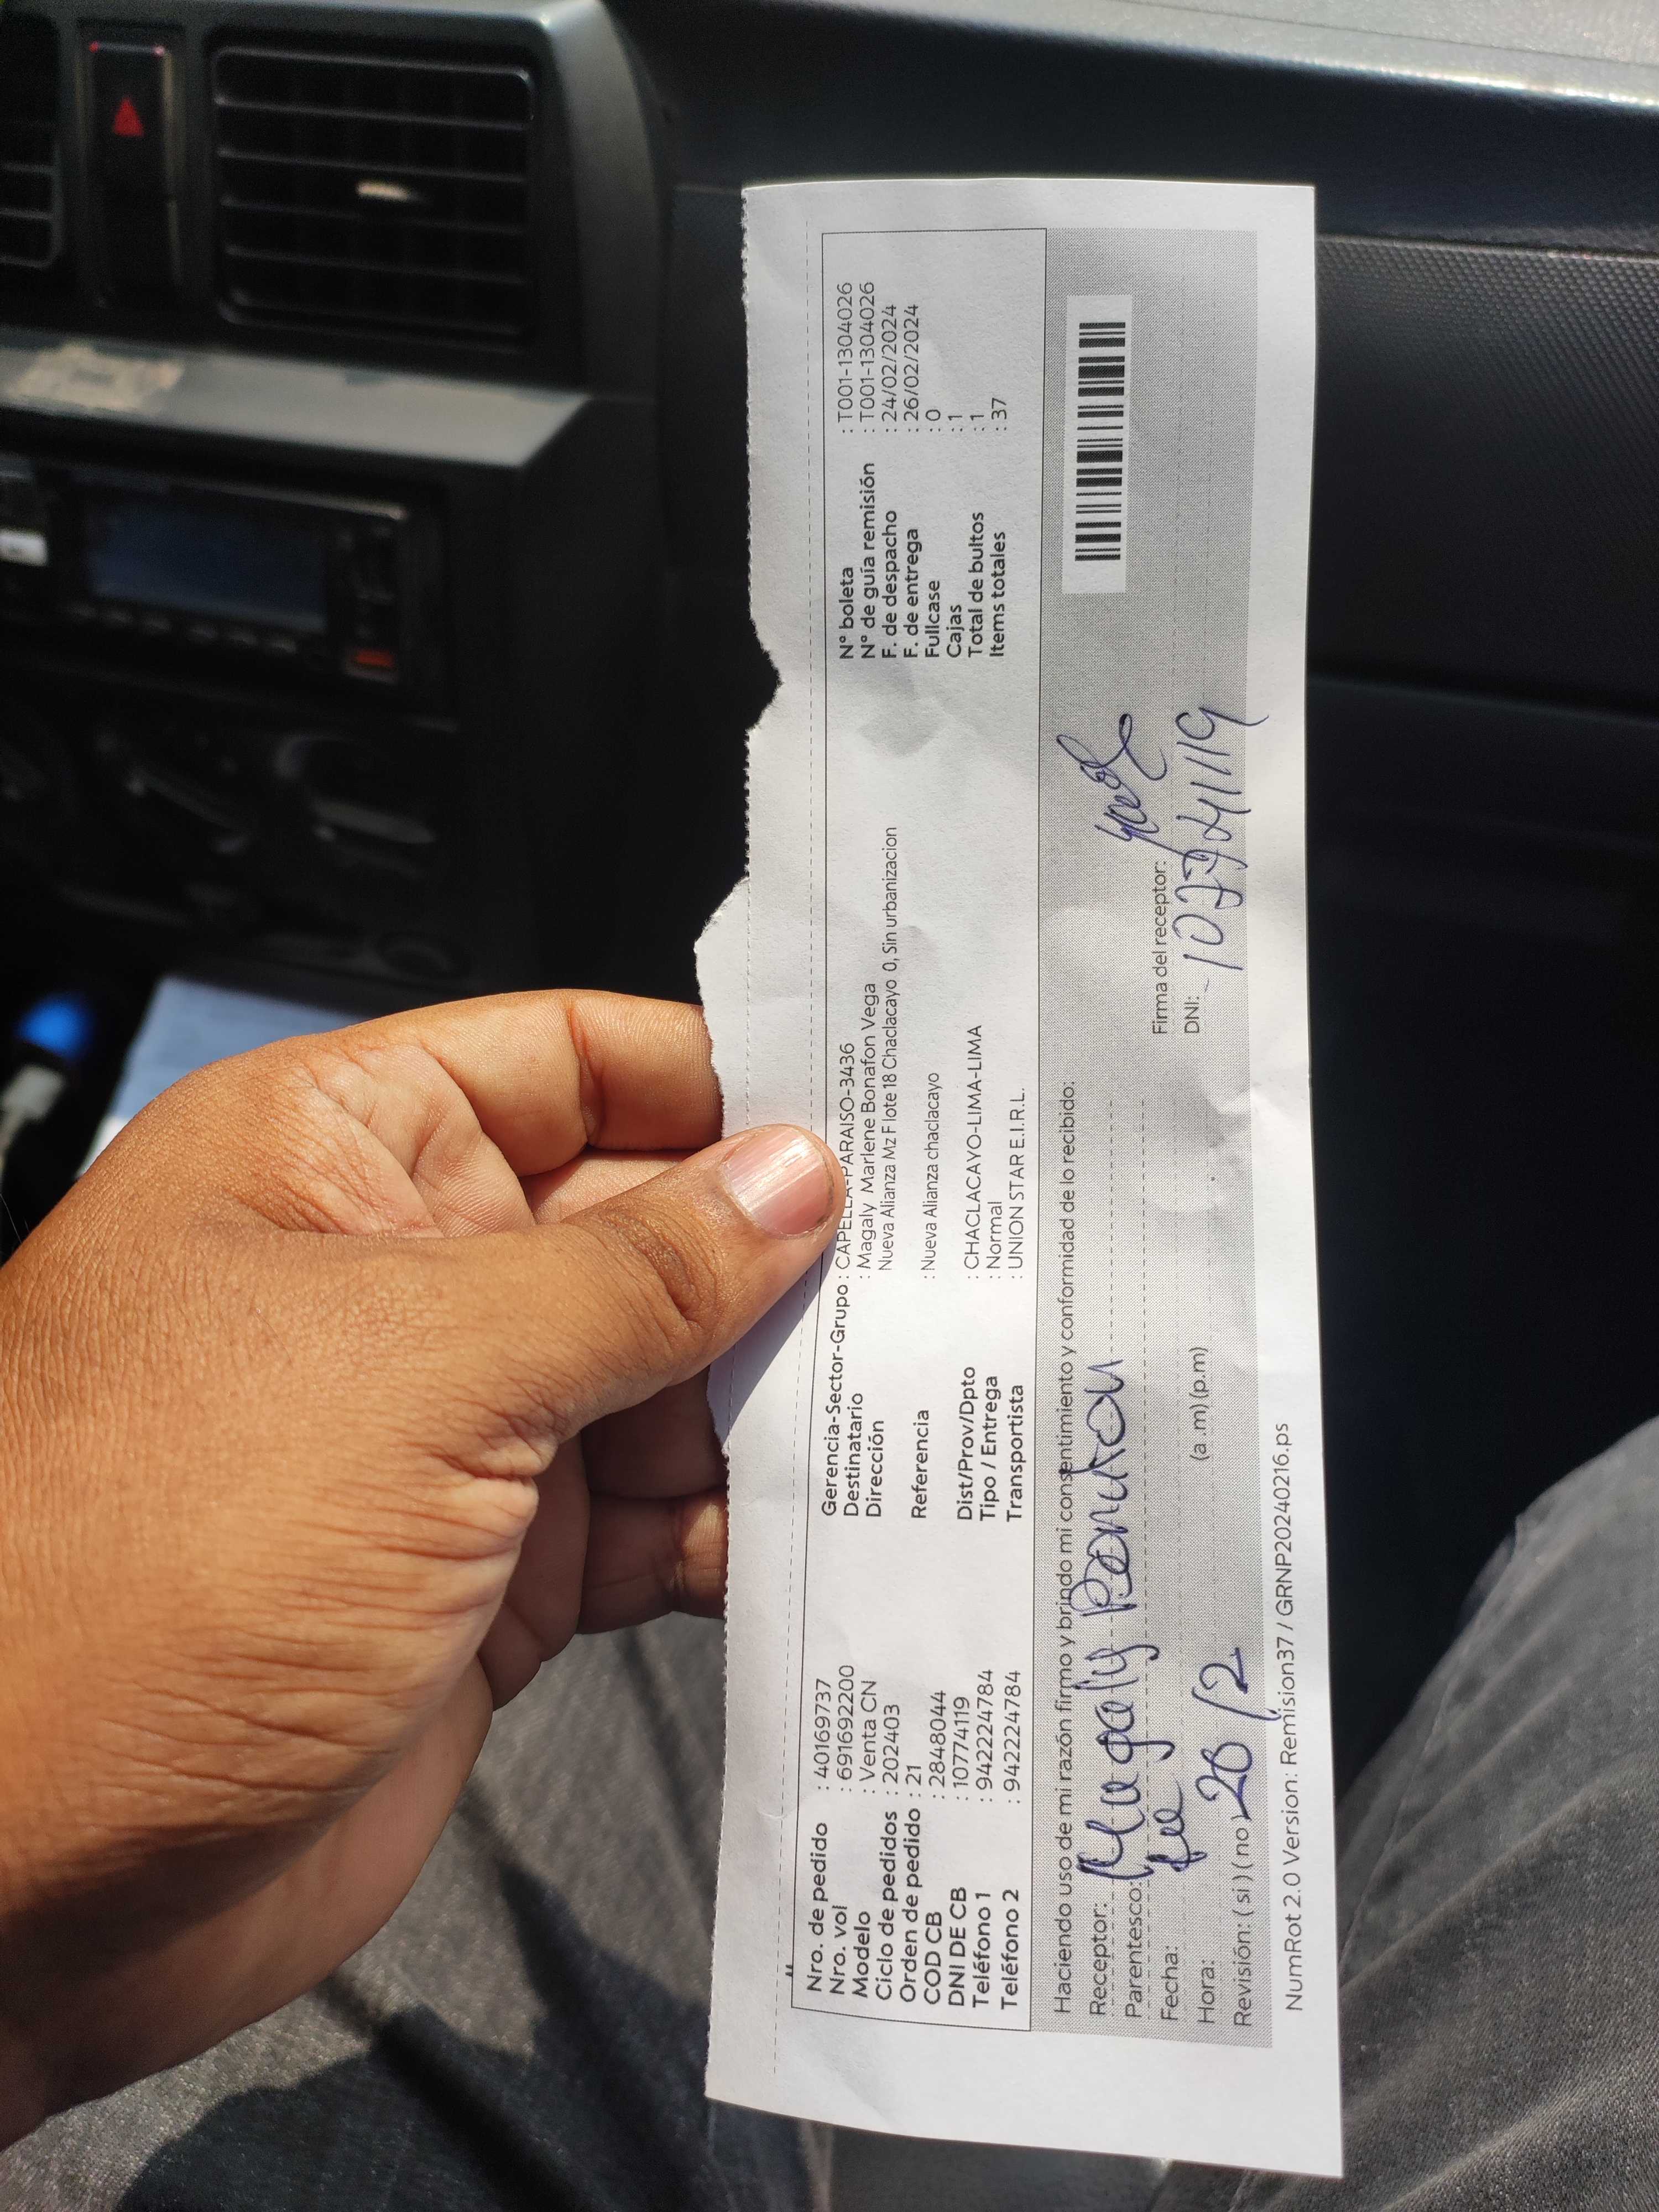 Nro. de pedido : 40169737
Nro. vol : 691692200
Modelo : Venta CN
Ciclo de pedidos : 202403
Orden de pedido : 21
COD CB : 2848044
DNI DE CB : 10774119
Teléfono 1 : 942224784
Teléfono 2 : 942224784
Gerencia-Sector-Grupo : CAPELLA-PARAISO-3436
Destinatario : Magaly Marlene Bonafon Vega
Dirección Nueva Alianza Mz F lote 18 Chaclacayo 0, Sin urbanizacion
Referencia : Nueva Alianza chaclacayo
Dist/Prov/Dpto : CHACLACAYO-LIMA-LIMA
Tipo / Entrega : Normal
Transportista : UNION STAR E.I.R.L.
N° boleta : T001-1304026
N° de guía remisión : T001-1304026
F. de despacho : 24/02/2024
F. de entrega : 26/02/2024
Fullcase : 0
Cajas : 1
Total de bultos : 1
Items totales : 37
Haciendo uso de mi razón firmo y brindo mi consentimiento y conformidad de lo recibido:
Receptor: Magaly
Parentesco:
Fecha:
Hora: (a.m) (p.m)
Revisión: ( si ) ( no )
Firma del receptor:
DNI: 10774119
NumRot 2.0 Version: Remision37 / GRNP20240216.ps